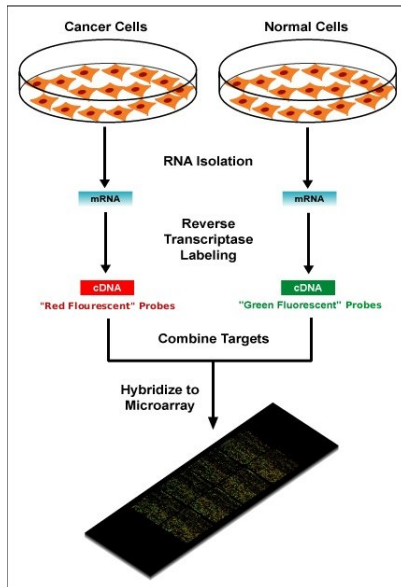 Cancer Cells
Normal Cells
RNA Isolation
mRNA
mRNA
Reverse
Transcriptase
Labeling
cDNA
cDNA
"Red Flourescent" Probes
"Green Fluorescent" Probes
Combine Targets
Hybridize to
Microarray